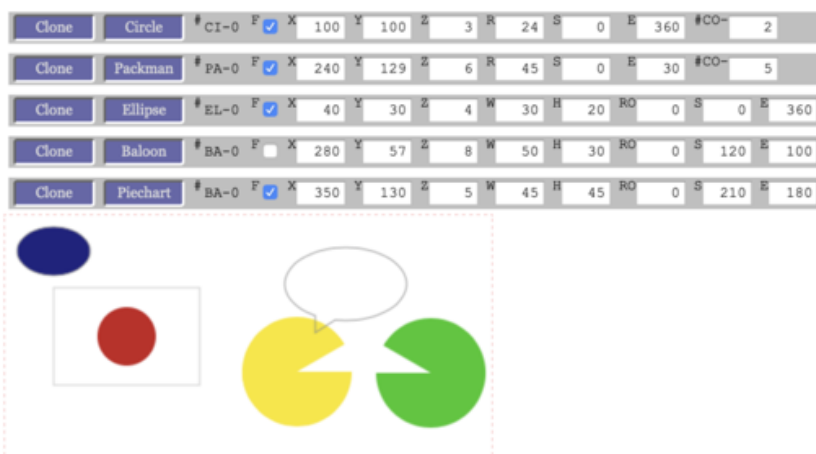 Clone Circle #CI-0 F X 100 Y 100 Z 3 R 24 S 0 E 360 #CO- 2
Clone Packman #PA-0 F X 240 Y 129 Z 6 R 45 S 0 E 30 #CO- 5
Clone Ellipse #EL-0 F X 40 Y 30 Z 4 W 30 H 20 RO 0 S 0 E 360
Clone Baloon #BA-0 F X 280 Y 57 Z 8 W 50 H 30 RO 0 S 120 E 100
Clone Piechart #BA-0 F X 350 Y 130 Z 5 W 45 H 45 RO 0 S 210 E 180